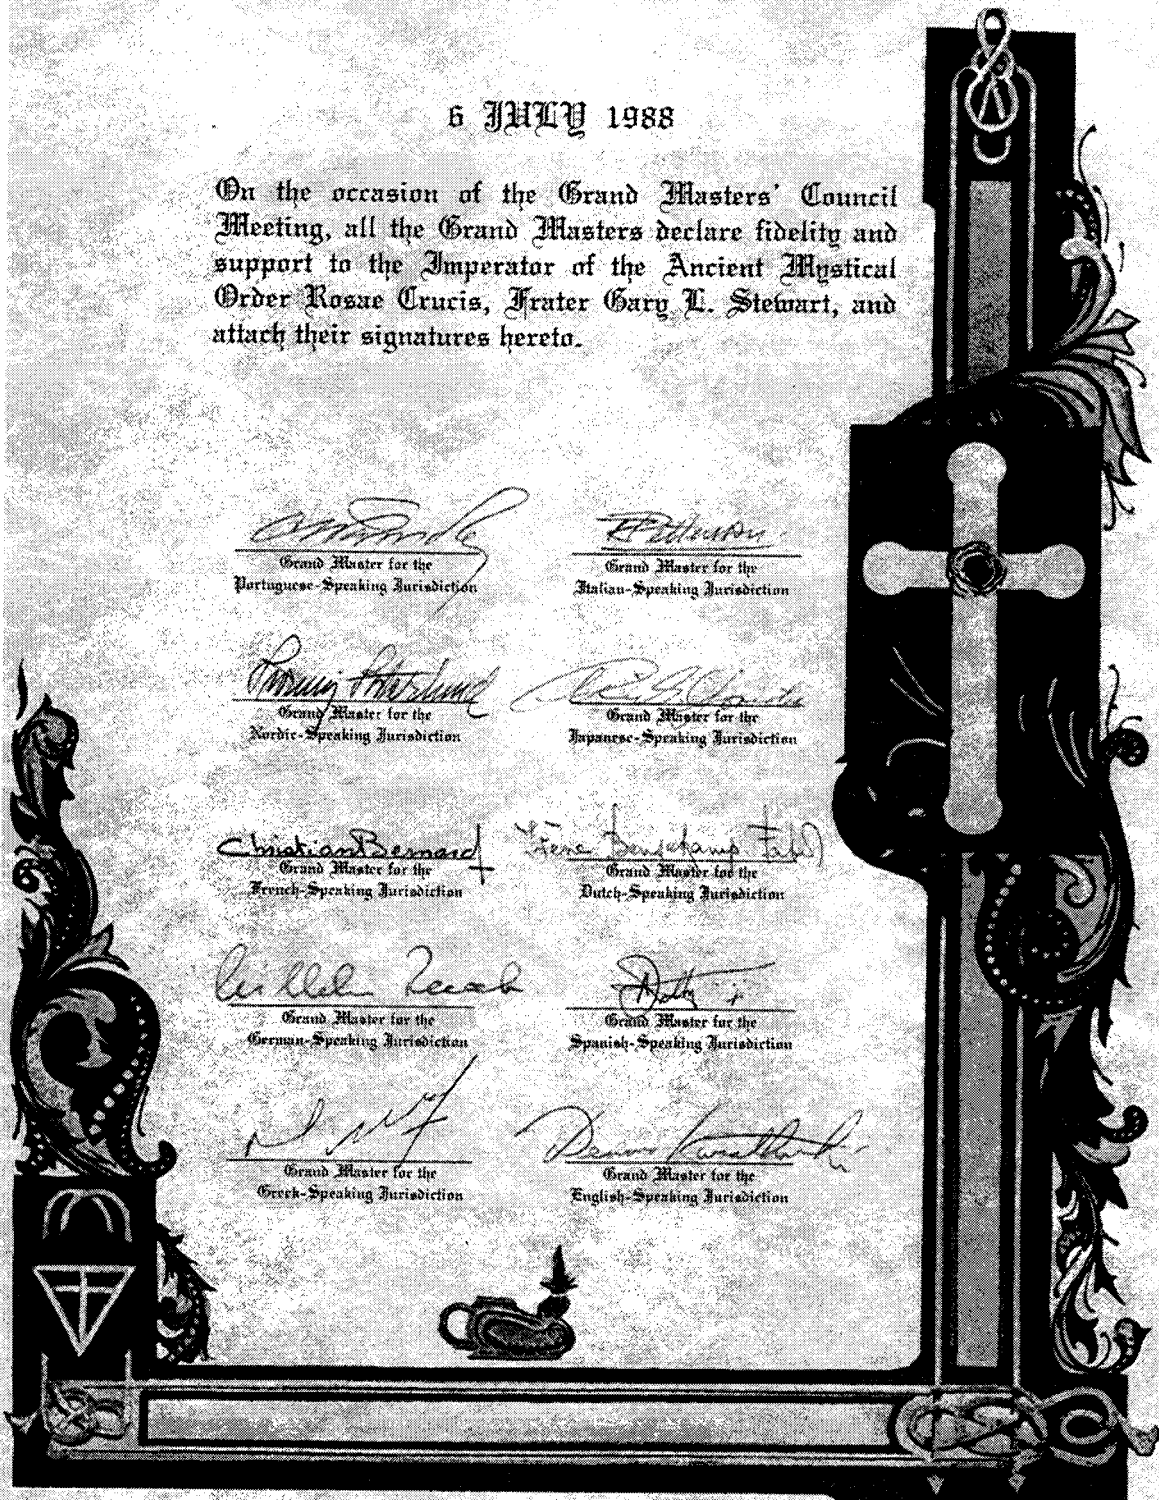 6 JULY 1988
On the occasion of the Grand Masters' Council
Meeting, all the Grand Masters declare fidelity and
support to the Imperator of the Ancient Mystical
Order Rosae Crucis, Frater Gary L. Stewart, and
attach their signatures hereto.
Grand Master for the
Portuguese-Speaking Jurisdiction
Grand Master for the
Italian-Speaking Jurisdiction
Grand Master for the
Nordic-Speaking Jurisdiction
Grand Master for the
Japanese-Speaking Jurisdiction
Christian Bernard
Grand Master for the
French-Speaking Jurisdiction
Irène
Grand Master for the
Dutch-Speaking Jurisdiction
Grand Master for the
German-Speaking Jurisdiction
Grand Master for the
Spanish-Speaking Jurisdiction
Grand Master for the
Greek-Speaking Jurisdiction
Grand Master for the
English-Speaking Jurisdiction